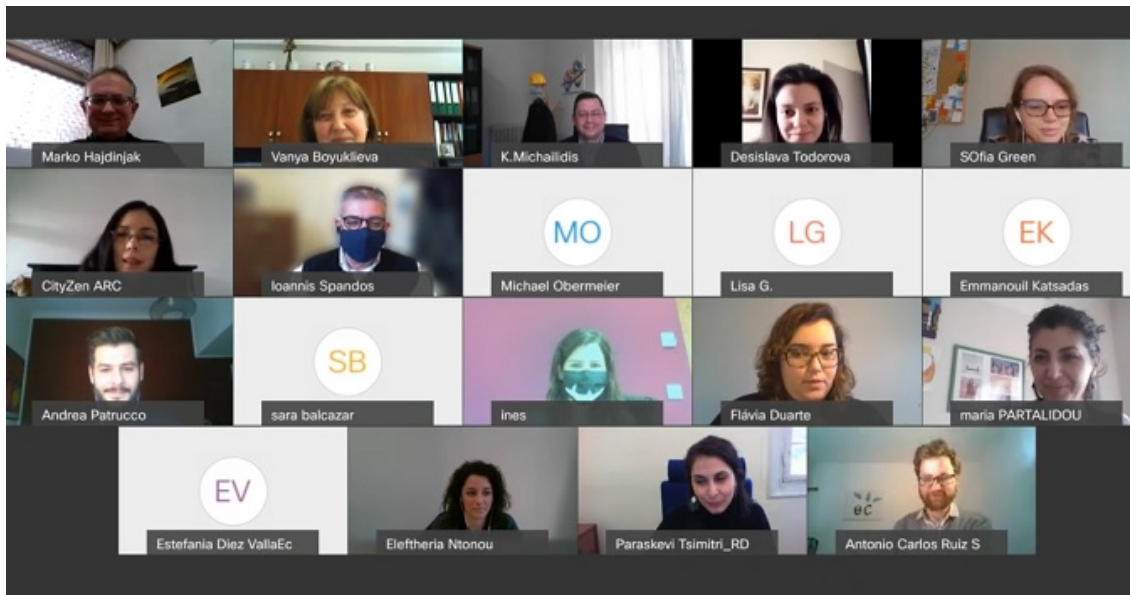 Marko Hajdinjak
Vanya Boyuklieva
K.Michailidis
Desislava Todorova
SOfia Green
CityZen ARC
Ioannis Spandos
MO
Michael Obermeier
LG
Lisa G.
EK
Emmanouil Katsadas
Andrea Patrucco
SB
sara balcazar
ines
Flávia Duarte
maria PARTALIDOU
EV
Estefania Diez VallaEc
Eleftheria Ntonou
Paraskevi Tsimitri_RD
Antonio Carlos Ruiz S